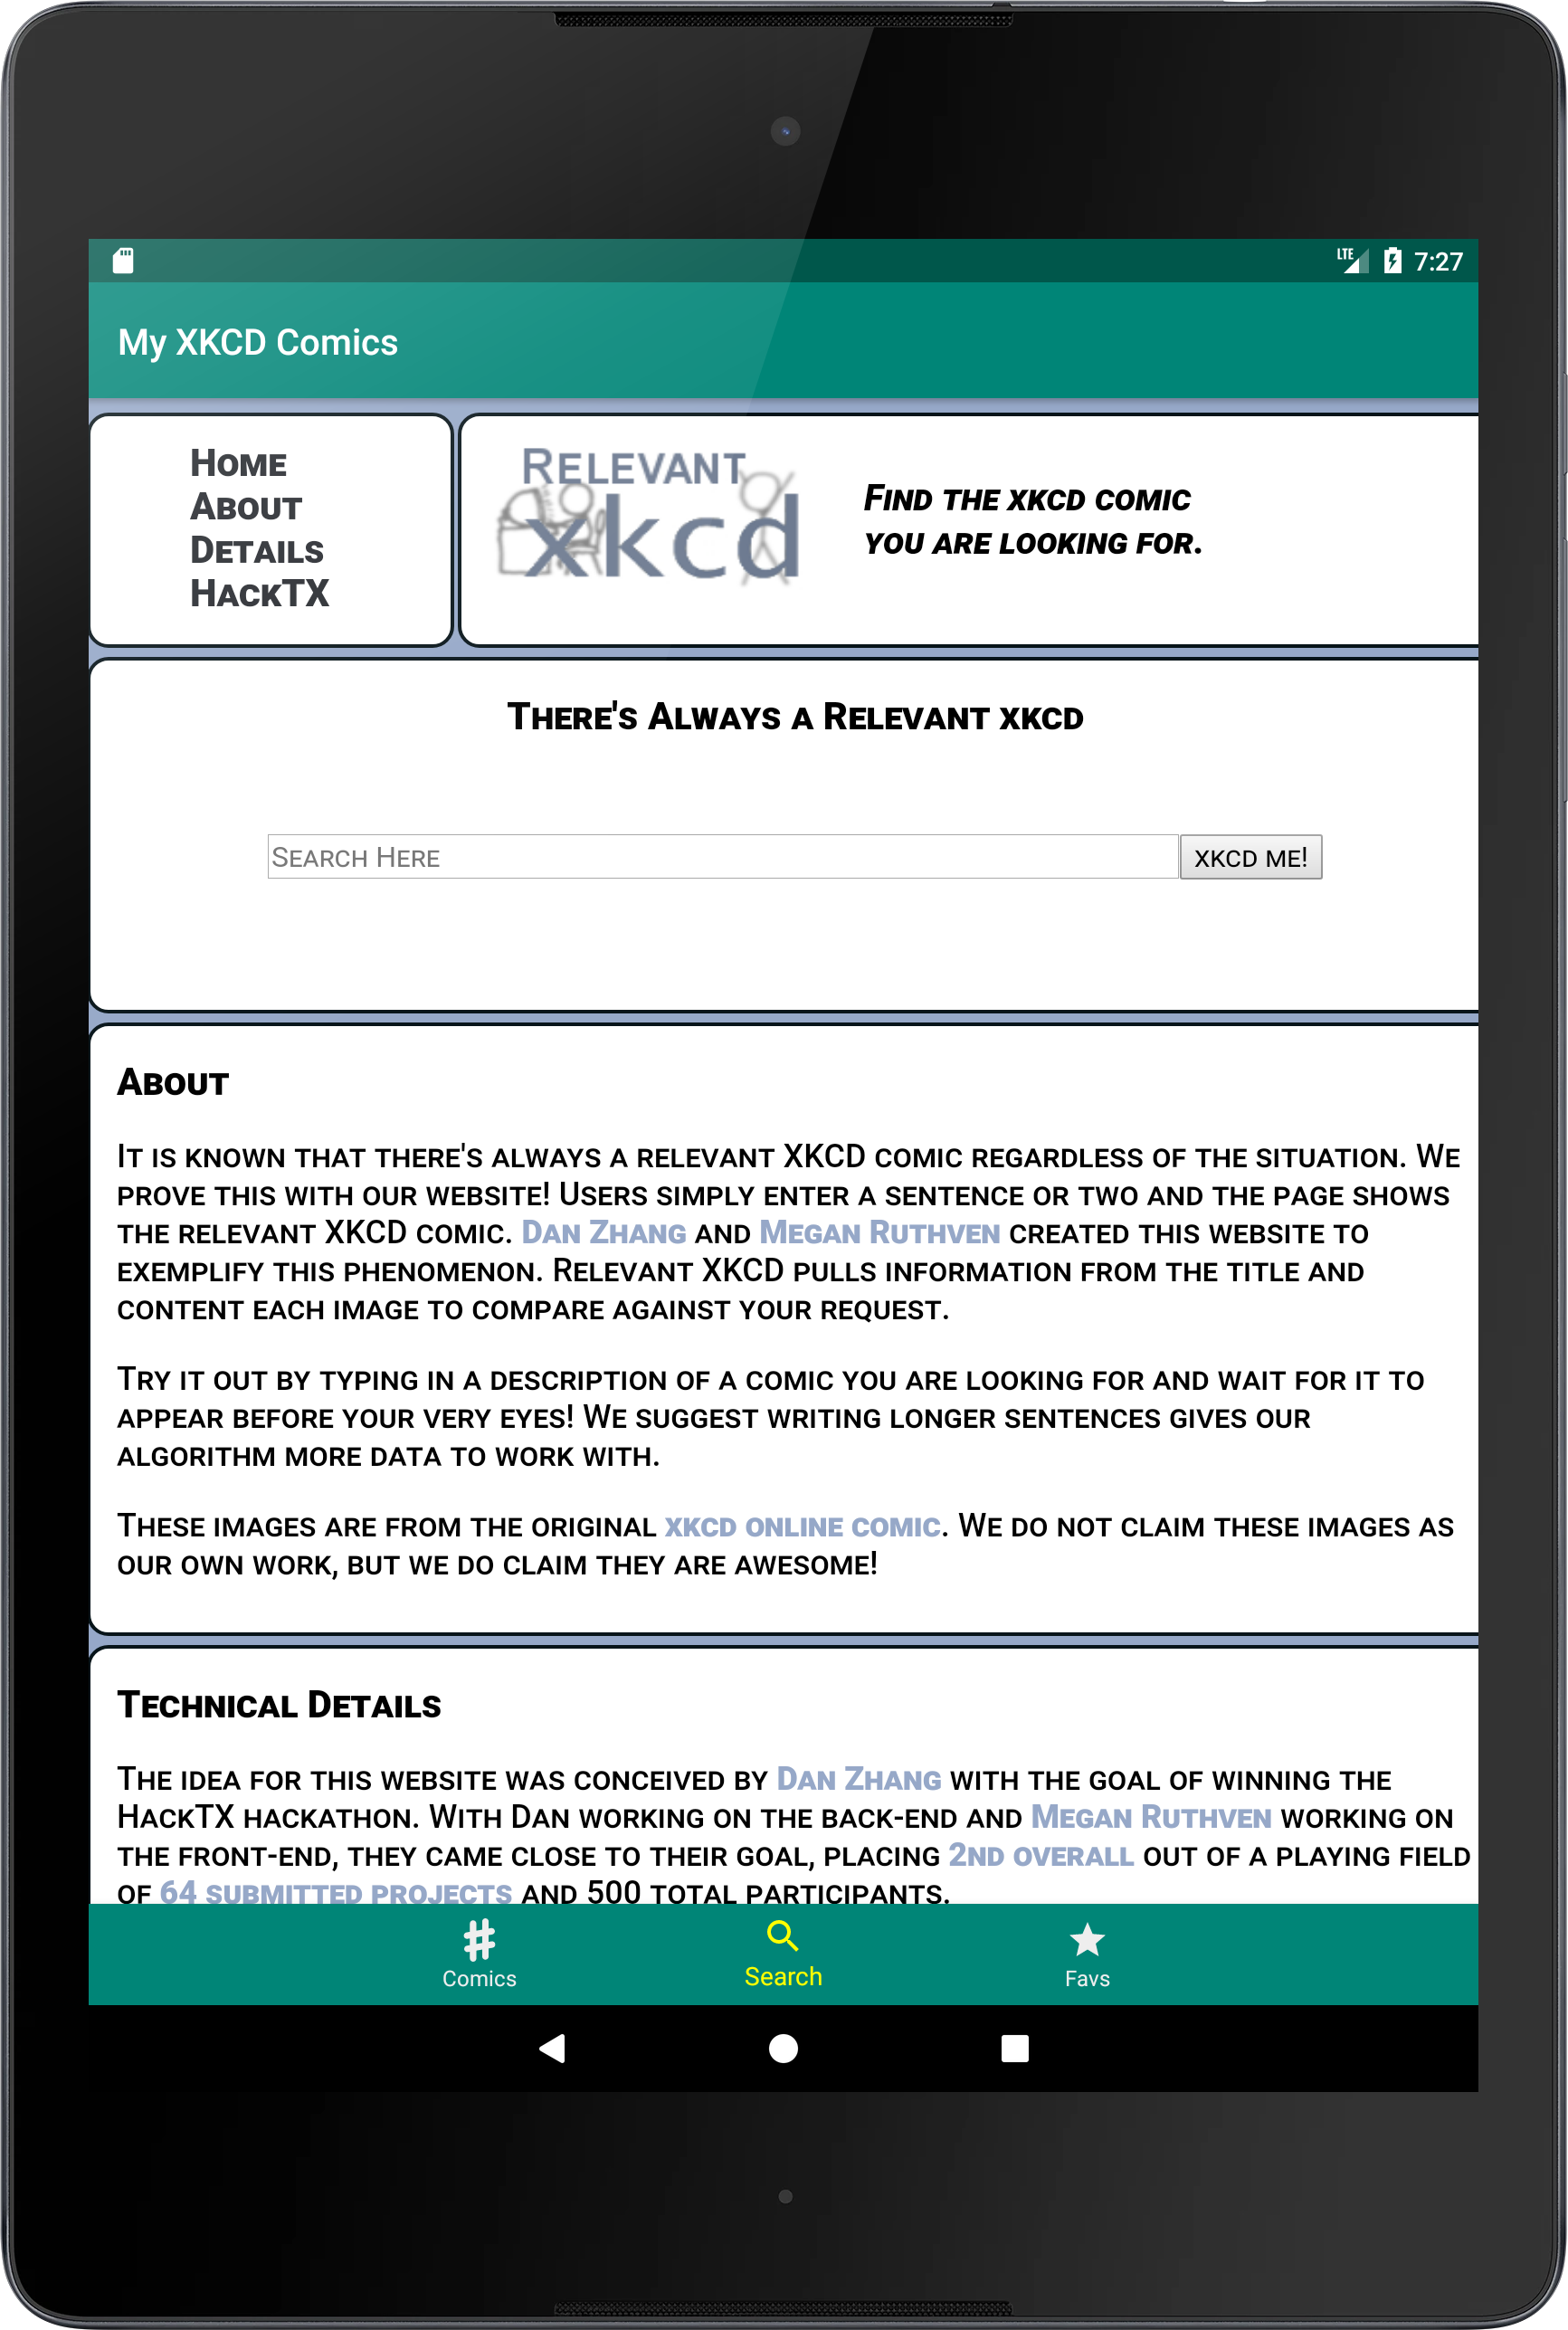 LTE 7:27
My XKCD Comics
Home
About
Details
HackTX
Relevant
xkcd
Find the xkcd comic
you are looking for.
There's Always a Relevant xkcd
Search Here
xkcd me!
About
It is known that there's always a relevant XKCD comic regardless of the situation. We
prove this with our website! Users simply enter a sentence or two and the page shows
the relevant XKCD comic. Dan Zhang and Megan Ruthven created this website to
exemplify this phenomenon. Relevant XKCD pulls information from the title and
content each image to compare against your request.
Try it out by typing in a description of a comic you are looking for and wait for it to
appear before your very eyes! We suggest writing longer sentences gives our
algorithm more data to work with.
These images are from the original xkcd online comic. We do not claim these images as
our own work, but we do claim they are awesome!
Technical Details
The idea for this website was conceived by Dan Zhang with the goal of winning the
HackTX hackathon. With Dan working on the back-end and Megan Ruthven working on
the front-end, they came close to their goal, placing 2nd overall out of a playing field
of 64 submitted projects and 500 total participants.
Comics
Search
Favs